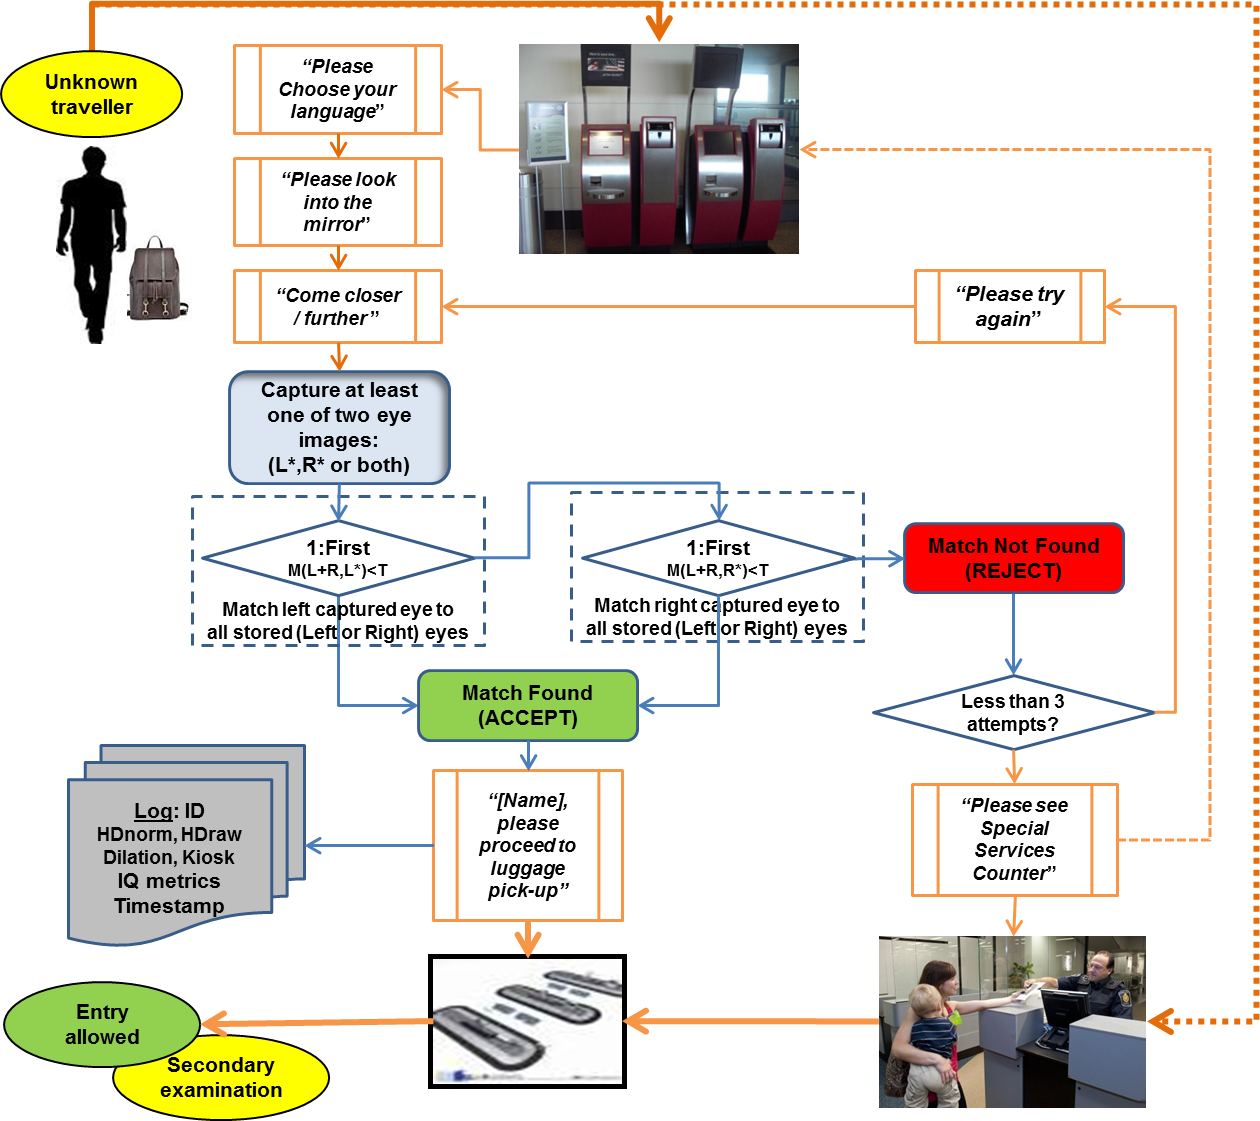 Unknown
traveller
“Please
Choose your
language”
“Please look
into the
mirror”
“Come closer
/ further”
“Please try
again”
Capture at least
one of two eye
images:
(L*,R* or both)
1:First
M(L+R,L*)<T
Match left captured eye to
all stored (Left or Right) eyes
1:First
M(L+R,R*)<T
Match right captured eye to
all stored (Left or Right) eyes
Match Not Found
(REJECT)
Match Found
(ACCEPT)
Less than 3
attempts?
Log: ID
HDnorm, HDraw
Dilation, Kiosk
IQ metrics
Timestamp
“[Name],
please
proceed to
luggage
pick-up”
“Please see
Special
Services
Counter”
Entry
allowed
Secondary
examination